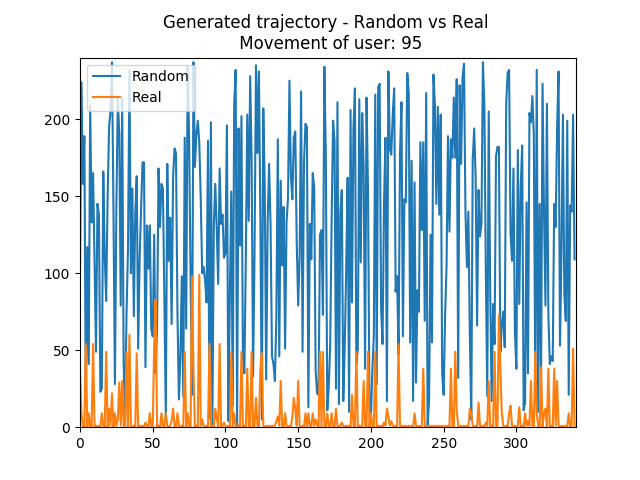 Generated trajectory - Random vs Real
Movement of user: 95
Random
Real
200
150
100
50
0
0 50 100 150 200 250 300